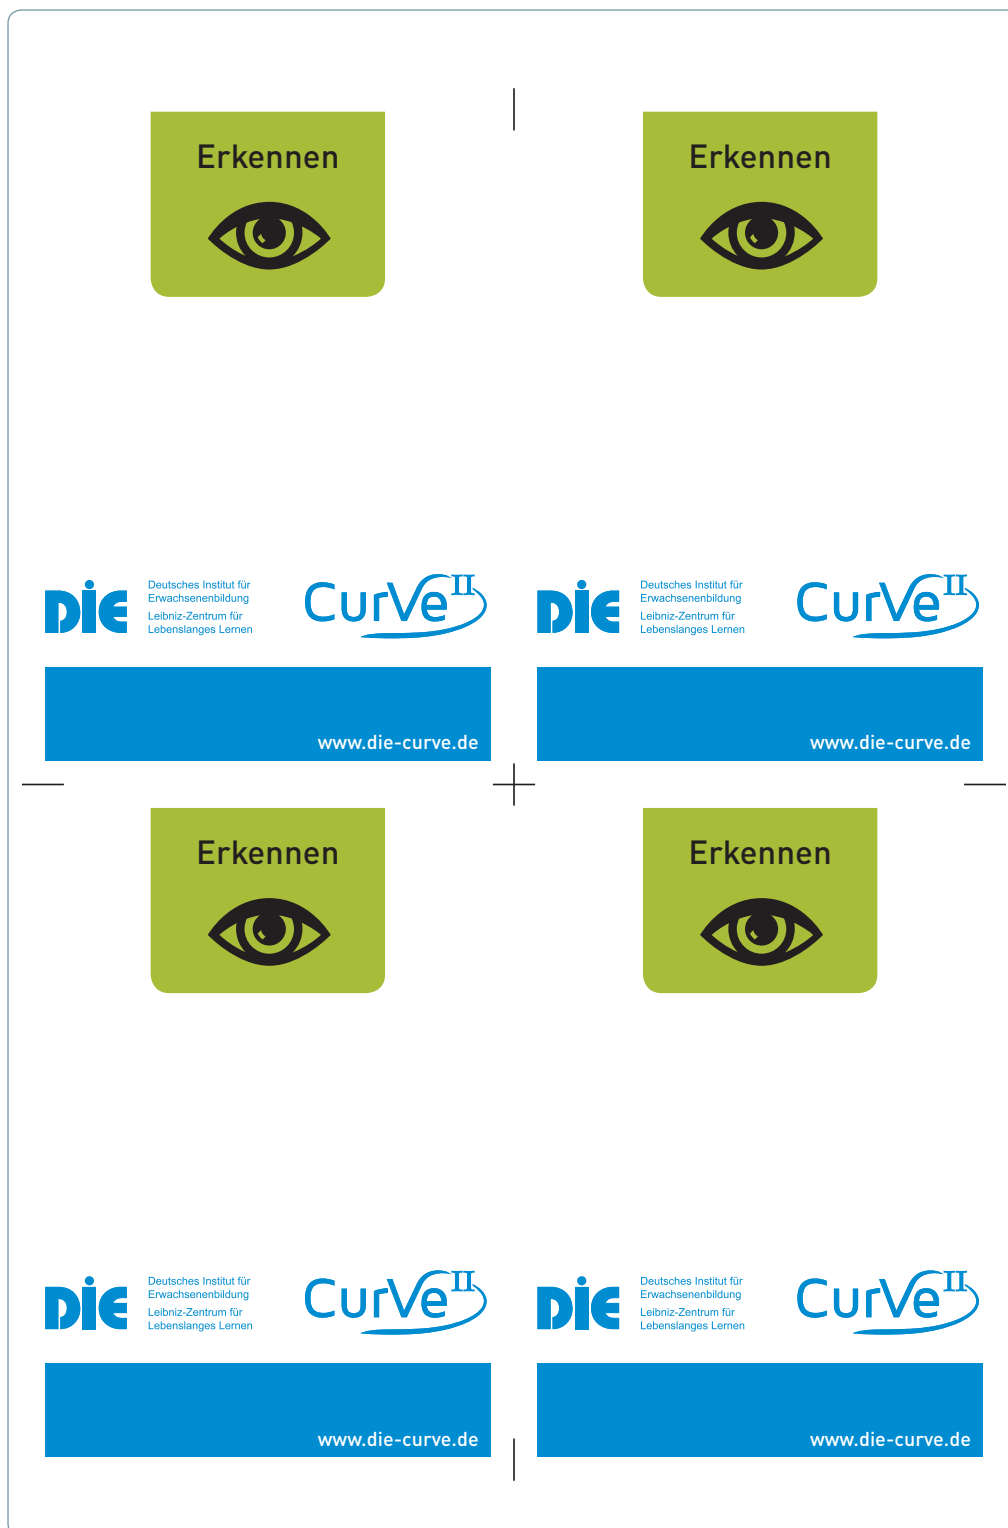 Erkennen
Erkennen
DIE
Deutsches Institut für
Erwachsenenbildung
Leibniz-Zentrum für
Lebenslanges Lernen
CurVe II
DIE
Deutsches Institut für
Erwachsenenbildung
Leibniz-Zentrum für
Lebenslanges Lernen
CurVe II
www.die-curve.de
www.die-curve.de
Erkennen
Erkennen
DIE
Deutsches Institut für
Erwachsenenbildung
Leibniz-Zentrum für
Lebenslanges Lernen
CurVe II
DIE
Deutsches Institut für
Erwachsenenbildung
Leibniz-Zentrum für
Lebenslanges Lernen
CurVe II
www.die-curve.de
www.die-curve.de